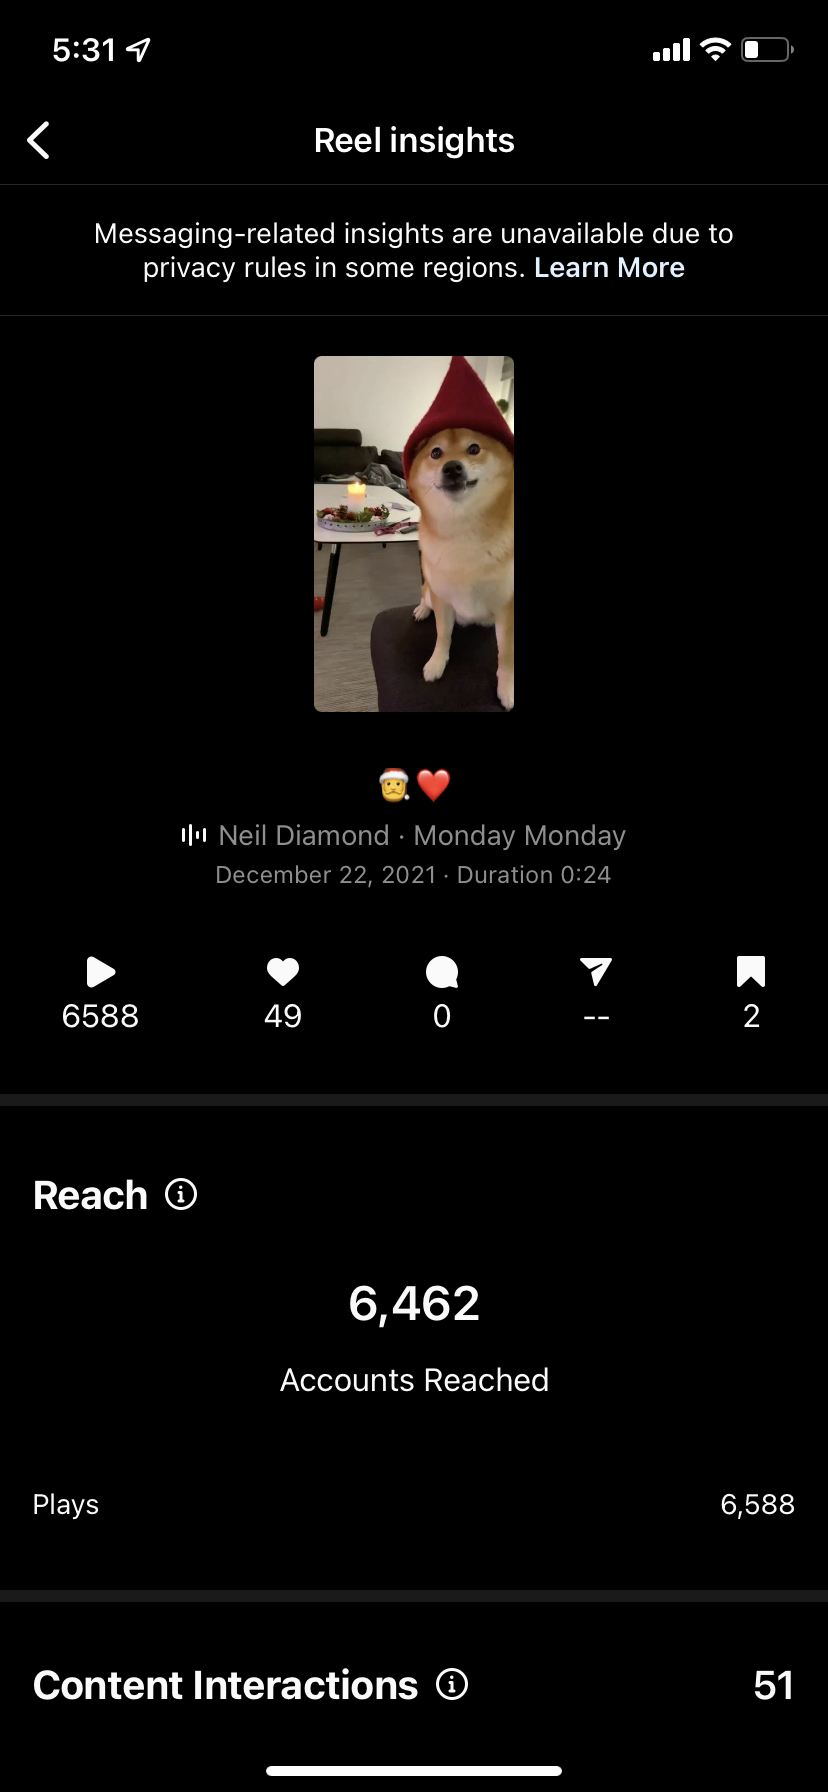 5:31
Reel insights
Messaging-related insights are unavailable due to
privacy rules in some regions. Learn More
🎅❤️
Neil Diamond · Monday Monday
December 22, 2021 · Duration 0:24
6588 49 0 -- 2
Reach
6,462
Accounts Reached
Plays 6,588
Content Interactions 51